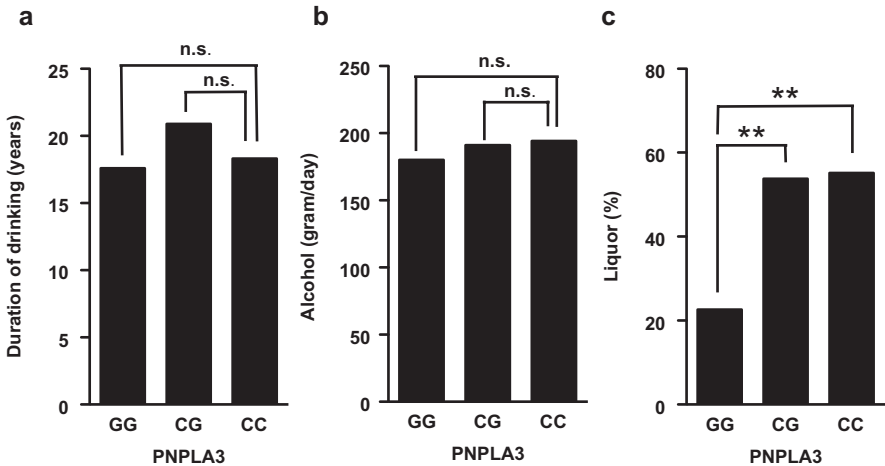 a
n.s.
n.s.
25
20
15
10
5
0
Duration of drinking (years)
GG CG CC
PNPLA3
b
n.s.
n.s.
250
200
150
100
50
0
Alcohol (gram/day)
GG CG CC
PNPLA3
c
**
**
80
60
40
20
0
Liquor (%)
GG CG CC
PNPLA3